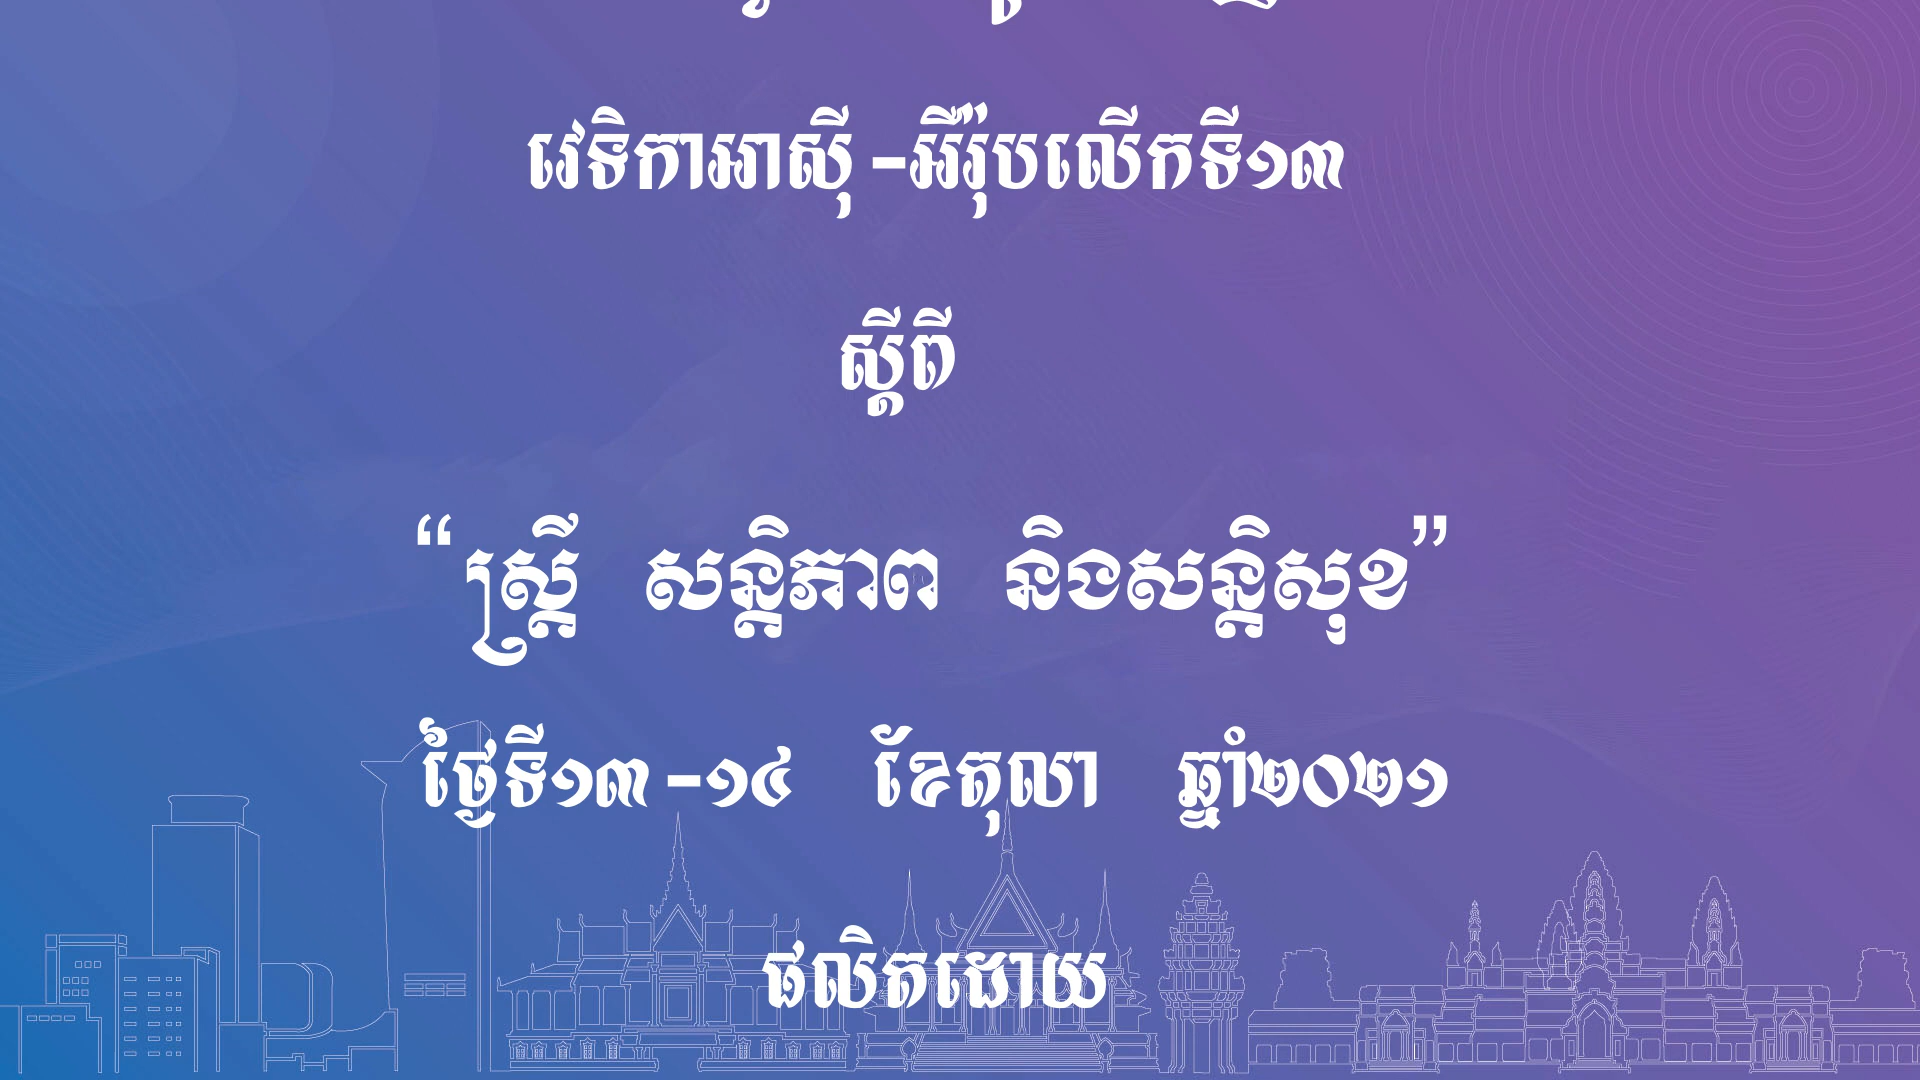 វេទិកាអាស៊ី -អឺរ៉ុបលើកទី១៣
ស្ដីពី
“ស្ត្រី សន្តិភាព និងសន្តិសុខ”
ថ្ងៃទី១៣ -១៤ ខែតុលា ឆ្នាំ២០២១
ផលិតដោយ